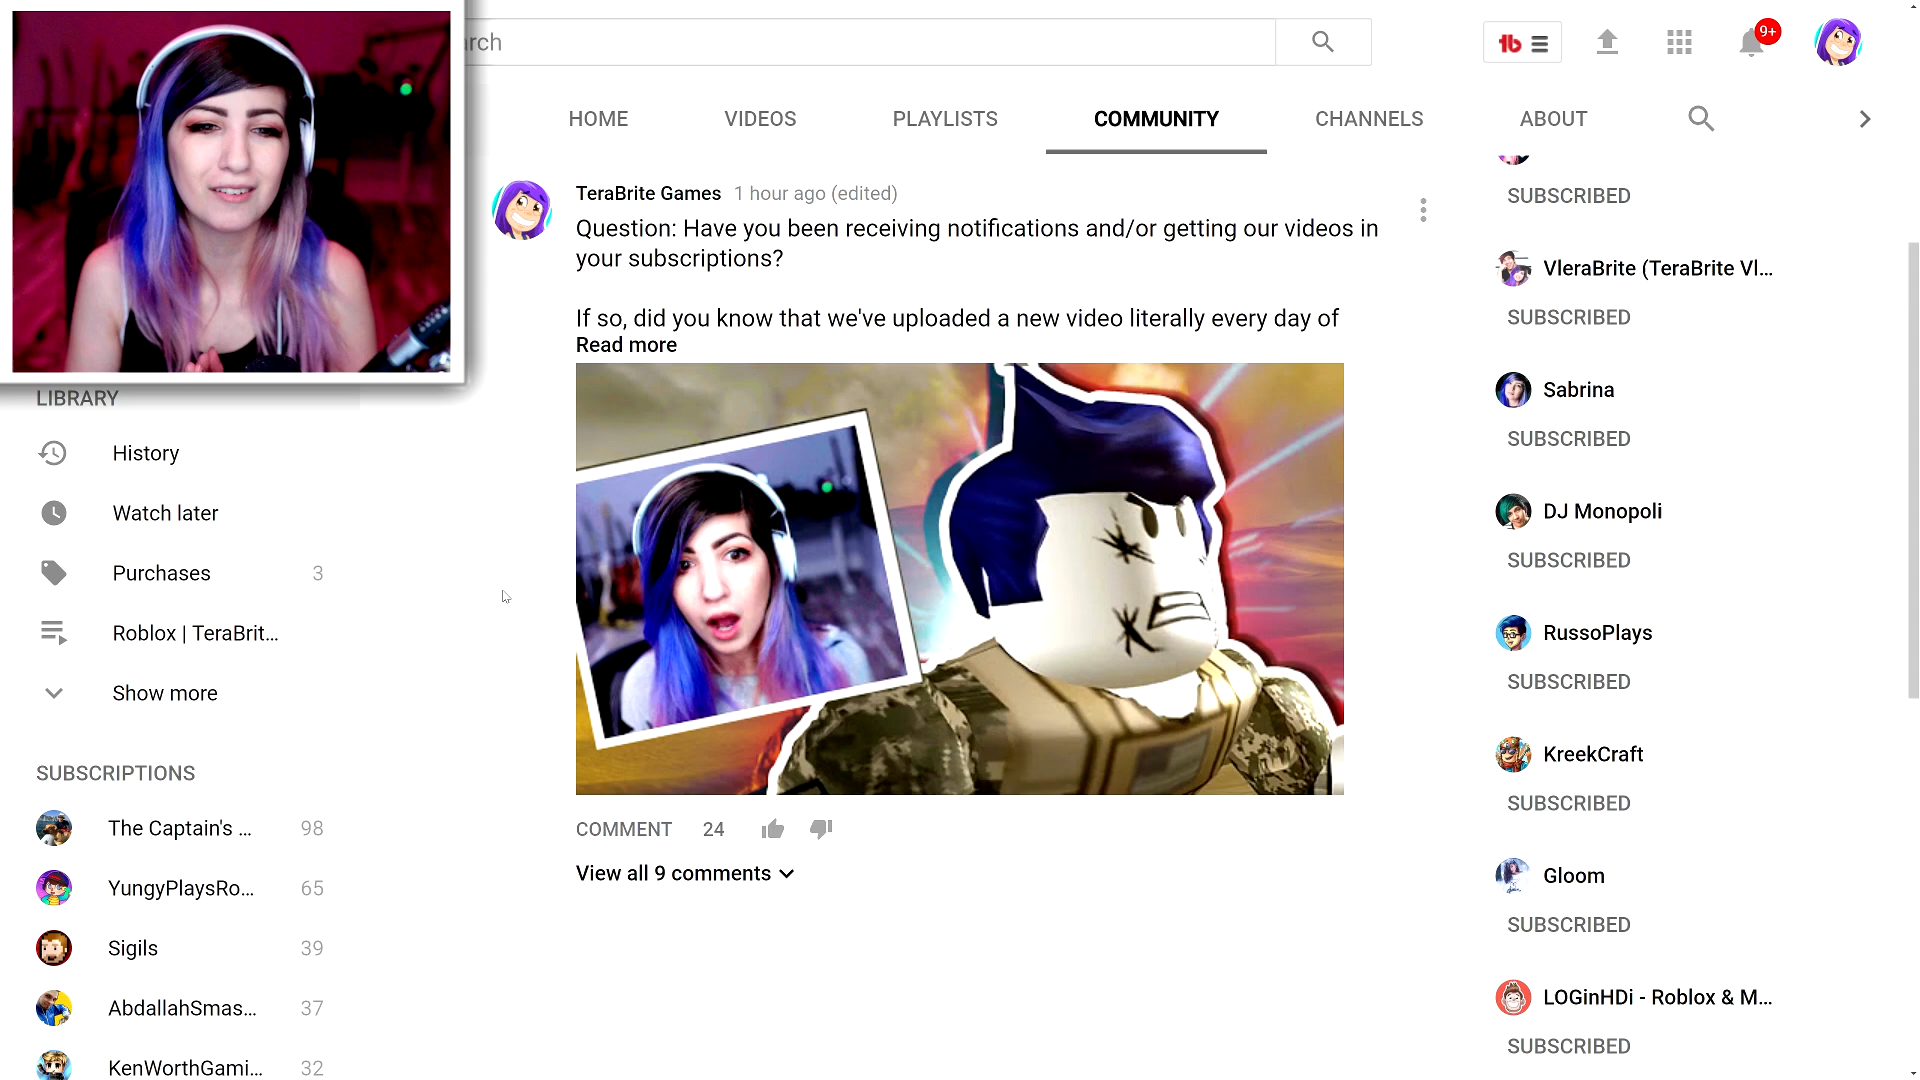 arch
9+
HOME VIDEOS PLAYLISTS COMMUNITY CHANNELS ABOUT
TeraBrite Games 1 hour ago (edited)
Question: Have you been receiving notifications and/or getting our videos in
your subscriptions?
If so, did you know that we've uploaded a new video literally every day of
Read more
COMMENT 24
View all 9 comments
LIBRARY
History
Watch later
Purchases 3
Roblox | TeraBrit...
Show more
SUBSCRIPTIONS
The Captain's ... 98
YungyPlaysRo... 65
Sigils 39
AbdallahSmas... 37
KenWorthGami... 32
SUBSCRIBED
VleraBrite (TeraBrite Vl...
SUBSCRIBED
Sabrina
SUBSCRIBED
DJ Monopoli
SUBSCRIBED
RussoPlays
SUBSCRIBED
KreekCraft
SUBSCRIBED
Gloom
SUBSCRIBED
LOGinHDi - Roblox & M...
SUBSCRIBED